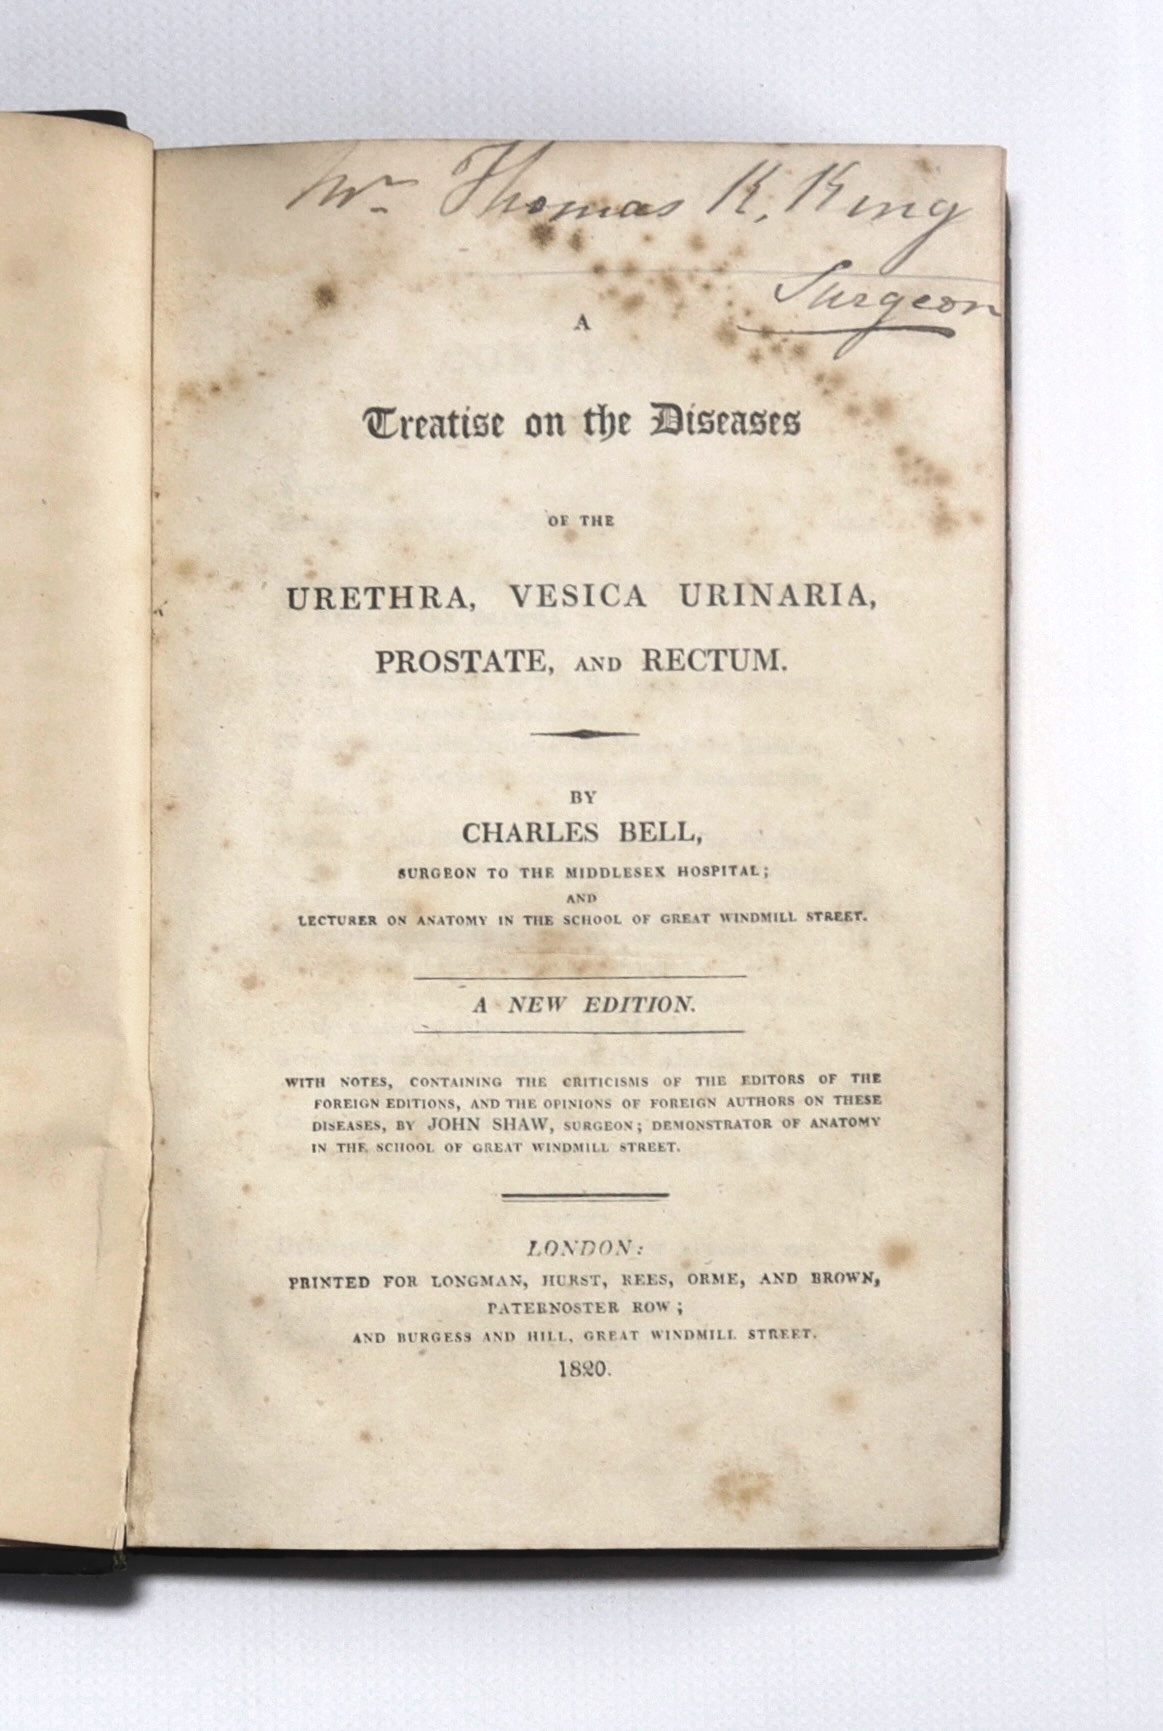 Mr Thomas K. King
Surgeon
A
Treatise on the Diseases
OF THE
URETHRA, VESICA URINARIA,
PROSTATE, AND RECTUM.
BY
CHARLES BELL,
SURGEON TO THE MIDDLESEX HOSPITAL;
AND
LECTURER ON ANATOMY IN THE SCHOOL OF GREAT WINDMILL STREET.
A NEW EDITION.
WITH NOTES, CONTAINING THE CRITICISMS OF THE EDITORS OF THE
FOREIGN EDITIONS, AND THE OPINIONS OF FOREIGN AUTHORS ON THESE
DISEASES, BY JOHN SHAW, SURGEON; DEMONSTRATOR OF ANATOMY
IN THE SCHOOL OF GREAT WINDMILL STREET.
LONDON:
PRINTED FOR LONGMAN, HURST, REES, ORME, AND BROWN,
PATERNOSTER ROW;
AND BURGESS AND HILL, GREAT WINDMILL STREET.
1820.